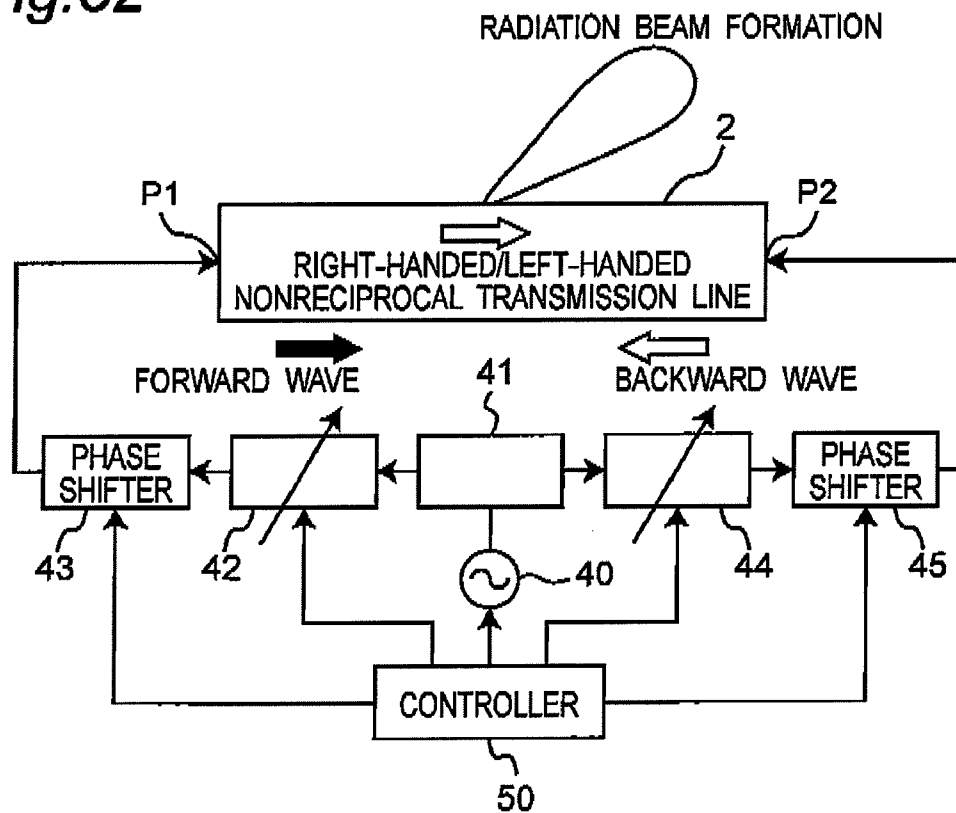 ig.32
RADIATION BEAM FORMATION
2
P1
P2
RIGHT-HANDED/LEFT-HANDED
NONRECIPROCAL TRANSMISSION LINE
FORWARD WAVE
41
BACKWARD WAVE
PHASE
SHIFTER
PHASE
SHIFTER
43
42
40
44
45
CONTROLLER
50